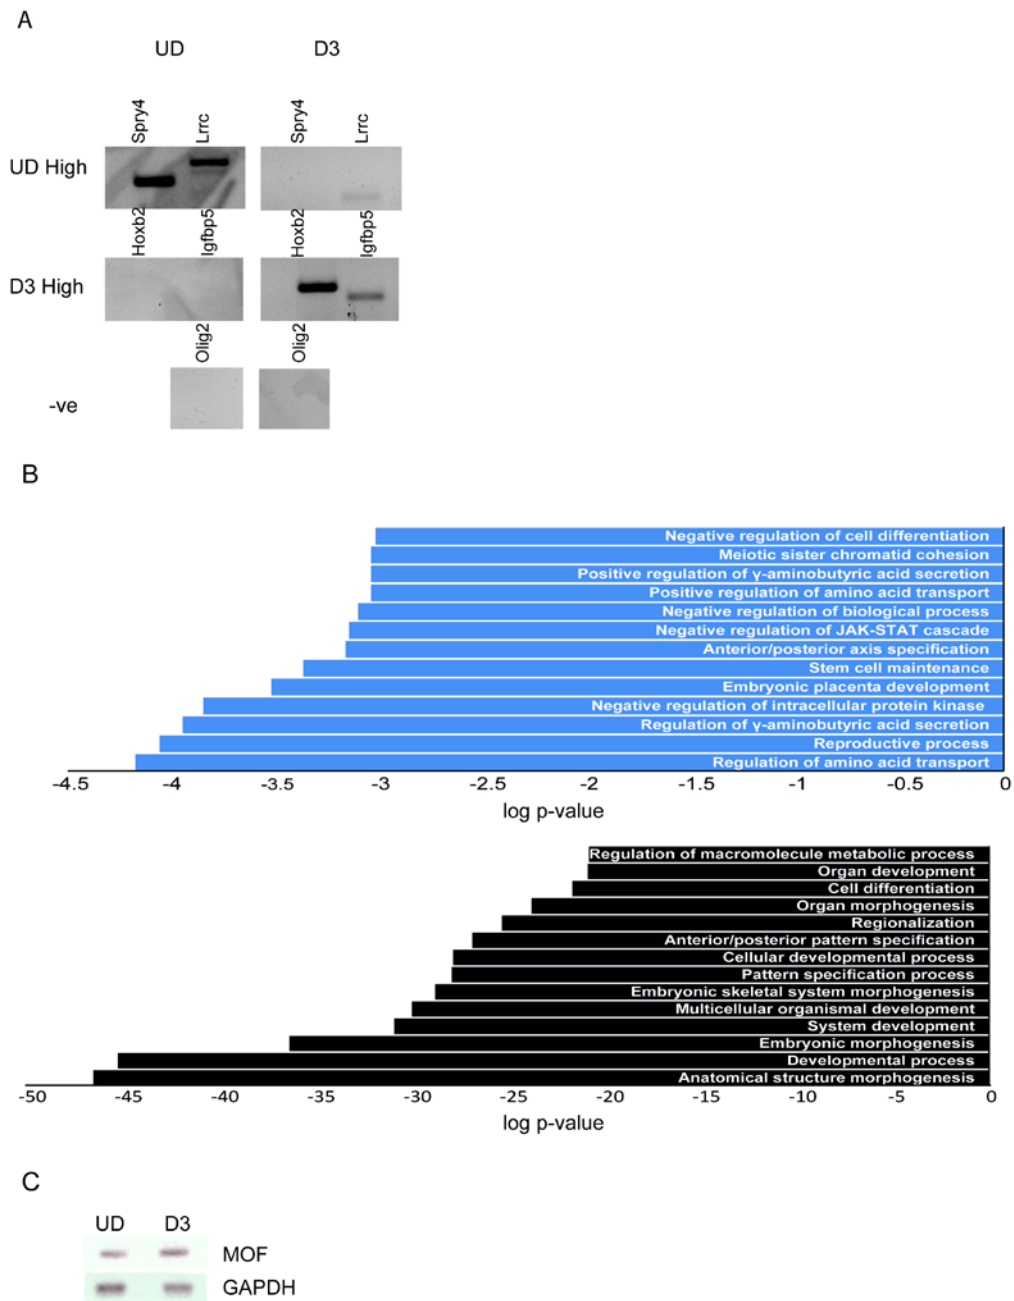 A
UD D3
Spry4 Lrrc Spry4 Lrrc
UD High
Hoxb2 Igfbp5 Hoxb2 Igfbp5
D3 High
Olig2 Olig2
-ve
B
Negative regulation of cell differentiation
Meiotic sister chromatid cohesion
Positive regulation of γ-aminobutyric acid secretion
Positive regulation of amino acid transport
Negative regulation of biological process
Negative regulation of JAK-STAT cascade
Anterior/posterior axis specification
Stem cell maintenance
Embryonic placenta development
Negative regulation of intracellular protein kinase
Regulation of γ-aminobutyric acid secretion
Reproductive process
Regulation of amino acid transport
-4.5 -4 -3.5 -3 -2.5 -2 -1.5 -1 -0.5 0
log p-value
Regulation of macromolecule metabolic process
Organ development
Cell differentiation
Organ morphogenesis
Regionalization
Anterior/posterior pattern specification
Cellular developmental process
Pattern specification process
Embryonic skeletal system morphogenesis
Multicellular organismal development
System development
Embryonic morphogenesis
Developmental process
Anatomical structure morphogenesis
-50 -45 -40 -35 -30 -25 -20 -15 -10 -5 0
log p-value
C
UD D3
MOF
GAPDH